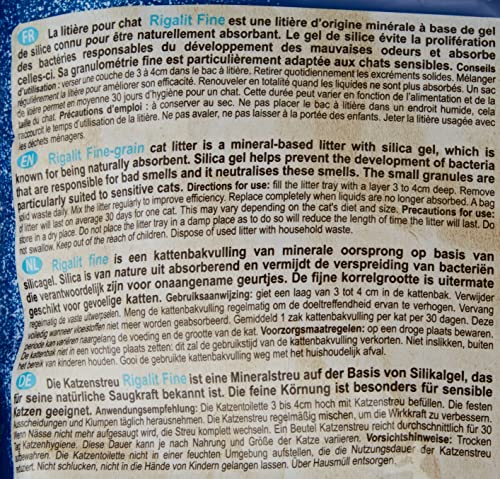 FR La litière pour chat Rigalit Fine est une litière d'origine minérale à base de gel
de silice connu pour être naturellement absorbant. Le gel de silice évite la prolifération
des bactéries responsables du développement des mauvaises odeurs et absorbe
celles-ci. Sa granulométrie fine est particulièrement adaptée aux chats sensibles. Conseils
d'utilisation : verser une couche de 3 à 4cm dans le bac à litière. Retirer quotidiennement les excréments solides. Mélanger
régulièrement la litière pour améliorer son efficacité. Renouveler en totalité quand les liquides ne sont plus absorbés. Un sac
de litière permet en moyenne 30 jours d'hygiène pour un chat. Cette durée peut varier en fonction de l'alimentation et de la
taille du chat. Précautions d'emploi : à conserver au sec. Ne pas placer le bac à litière dans un endroit humide, cela
raccourcit le temps d'utilisation de la litière. Ne pas avaler, ne pas laisser à la portée des enfants. Jeter la litière usagée avec
les déchets ménagers.
EN Rigalit Fine-grain cat litter is a mineral-based litter with silica gel, which is
known for being naturally absorbent. Silica gel helps prevent the development of bacteria
that are responsible for bad smells and it neutralises these smells. The small granules are
particularly suited to sensitive cats. Directions for use: fill the litter tray with a layer 3 to 4cm deep. Remove
solid waste daily. Mix the litter regularly to improve efficiency. Replace completely when liquids are no longer absorbed. A bag
of litter will last on average 30 days for one cat. This may vary depending on the cat's diet and size. Precautions for use:
store in a dry place. Do not place the litter tray in a damp place as to do so will reduce the length of time the litter will last. Do
not swallow. Keep out of the reach of children. Dispose of used litter with household waste.
NL Rigalit fine is een kattenbakvulling van minerale oorsprong op basis van
silicagel. Silica is van nature uit absorberend en vermijdt de verspreiding van bacteriën
die verantwoordelijk zijn voor onaangename geurtjes. De fijne korrelgrootte is uitermate
geschikt voor gevoelige katten. Gebruiksaanwijzing: giet een laag van 3 tot 4 cm in de kattenbak. Verwijder
regelmatig de vaste uitwerpselen. Meng de kattenbakvulling regelmatig om de doeltreffendheid ervan te verhogen. Vervang
volledig wanneer vloeistoffen niet meer worden geabsorbeerd. Gemiddeld 1 zak kattenbakvulling per kat per 30 dagen. Deze
periode kan variëren naargelang de voeding en de grootte van de kat. Voorzorgsmaatregelen: op een droge plaats bewaren.
De kattenbak niet in een vochtige plaats zetten: dit zal de gebruikstijd van de kattenbakvulling verkorten. Niet inslikken, buiten
het bereik van kinderen houden. Gooi de gebruikte kattenbakvulling weg met het huishoudelijk afval.
DE Die Katzenstreu Rigalit Fine ist eine Mineralstreu auf der Basis von Silikalgel, das
für seine natürliche Saugkraft bekannt ist. Die feine Körnung ist besonders für sensible
Katzen geeignet. Anwendungsempfehlung: Die Katzentoilette 3 bis 4cm hoch mit Katzenstreu befüllen. Die festen
Ausscheidungen und Klumpen täglich herausnehmen. Die Katzenstreu regelmäßig mischen, um die Wirkkraft zu verbessern.
Wenn Nässe nicht mehr aufgesaugt wird, die Streu komplett wechseln. Ein Beutel Katzenstreu reicht durchschnittlich für 30
Tag Katzenhygiene. Diese Dauer kann je nach Nahrung und Größe der Katze variieren. Vorsichtshinweise: Trocken
lagern. Die Katzentoilette nicht in einer feuchten Umgebung aufstellen, da die Nutzungsdauer der Katzenstreu
reduziert. Nicht schlucken, nicht in die Hände von Kindern gelangen lassen. Über Hausmüll entsorgen.